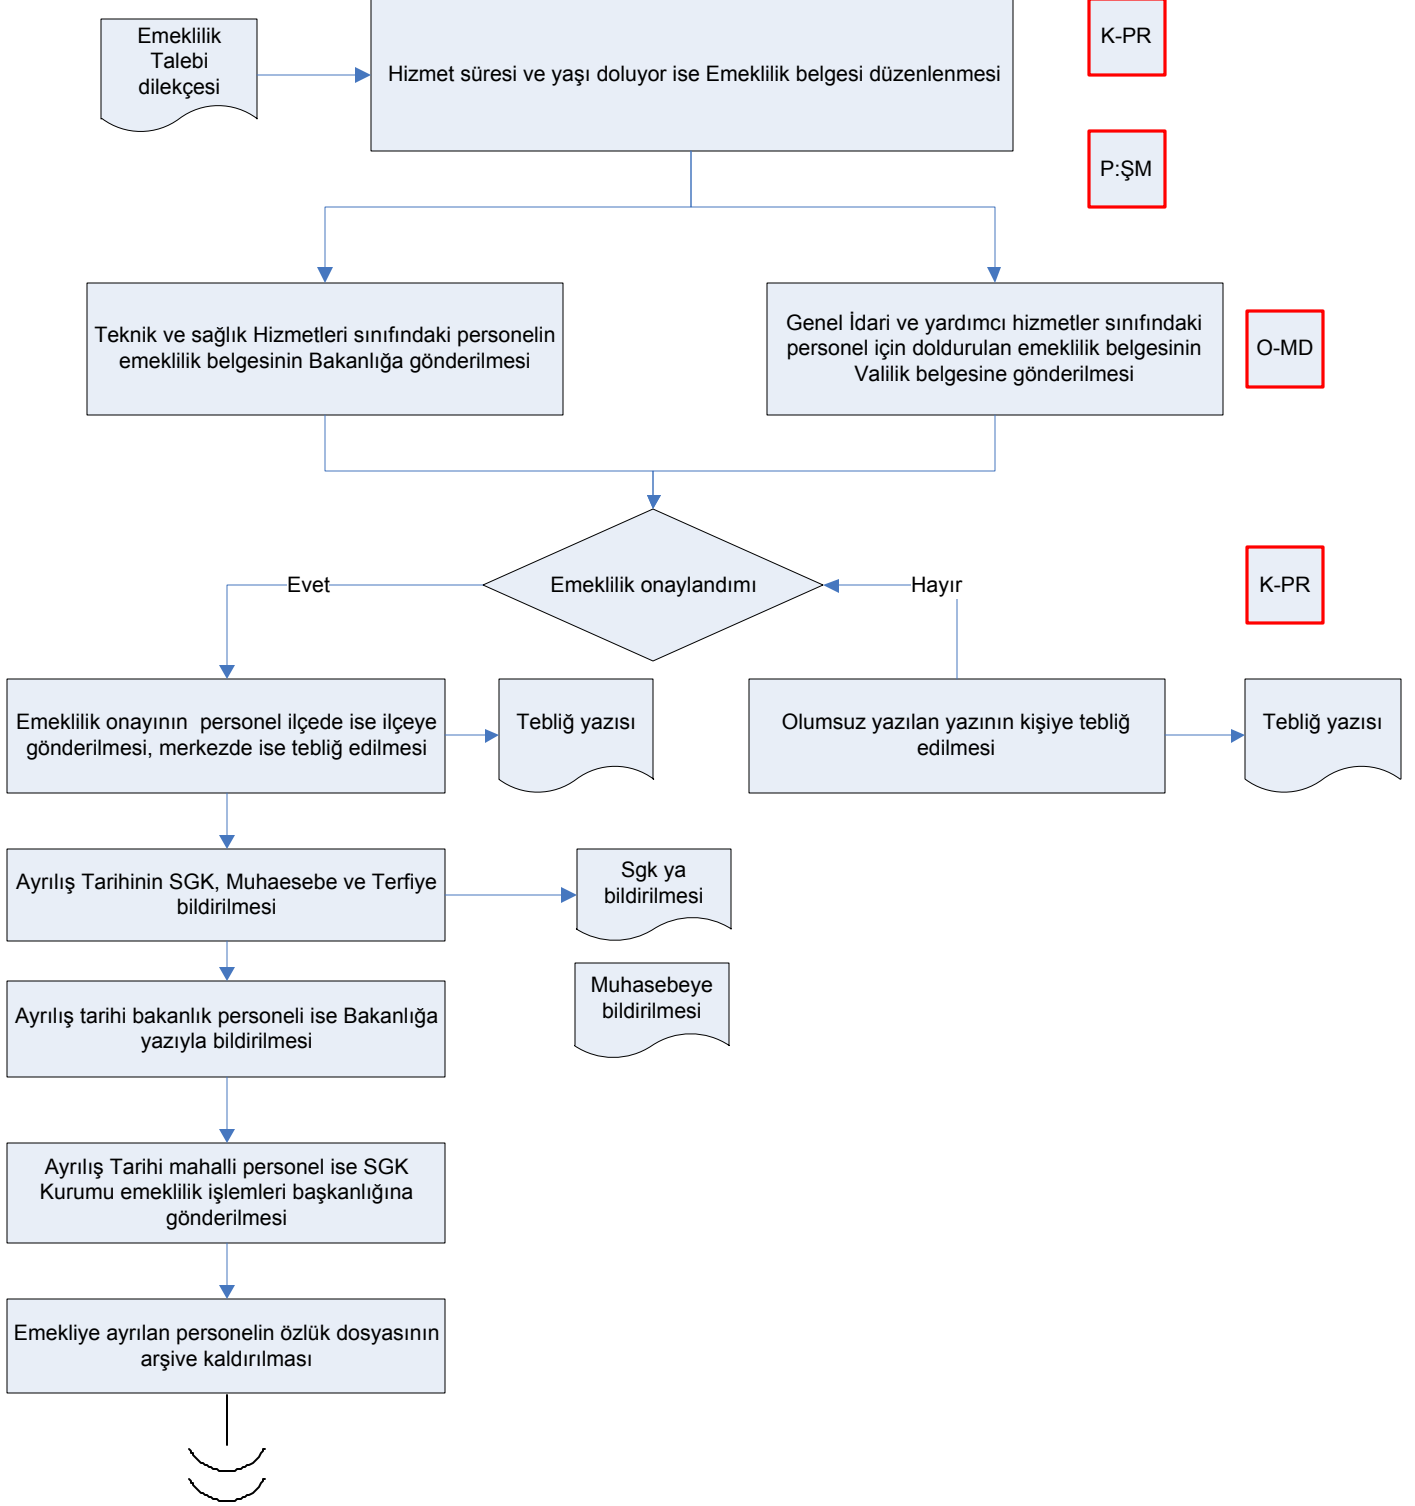 Emeklilik
Talebi
dilekçesi
Hizmet süresi ve yaşı doluyor ise Emeklilik belgesi düzenlenmesi
K-PR
P:ŞM
Teknik ve sağlık Hizmetleri sınıfındaki personelin
emeklilik belgesinin Bakanlığa gönderilmesi
Genel İdari ve yardımcı hizmetler sınıfındaki
personel için doldurulan emeklilik belgesinin
Valilik belgesine gönderilmesi
O-MD
Evet
Emeklilik onaylandımı
Hayır
K-PR
Emeklilik onayının  personel ilçede ise ilçeye
gönderilmesi, merkezde ise tebliğ edilmesi
Tebliğ yazısı
Olumsuz yazılan yazının kişiye tebliğ
edilmesi
Tebliğ yazısı
Ayrılış Tarihinin SGK, Muhaesebe ve Terfiye
bildirilmesi
Sgk ya
bildirilmesi
Muhasebeye
bildirilmesi
Ayrılış tarihi bakanlık personeli ise Bakanlığa
yazıyla bildirilmesi
Ayrılış Tarihi mahalli personel ise SGK
Kurumu emeklilik işlemleri başkanlığına
gönderilmesi
Emekliye ayrılan personelin özlük dosyasının
arşive kaldırılması